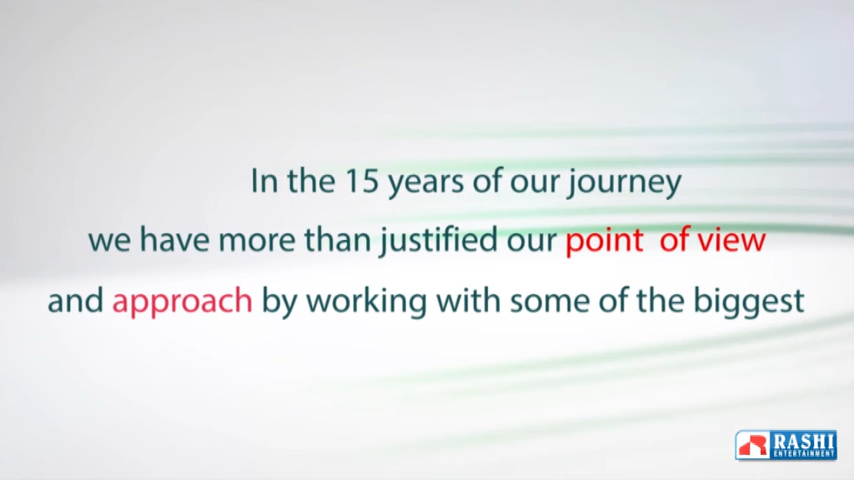 In the 15 years of our journey
we have more than justified our point of view
and approach by working with some of the biggest
RASHI
ENTERTAINMENT